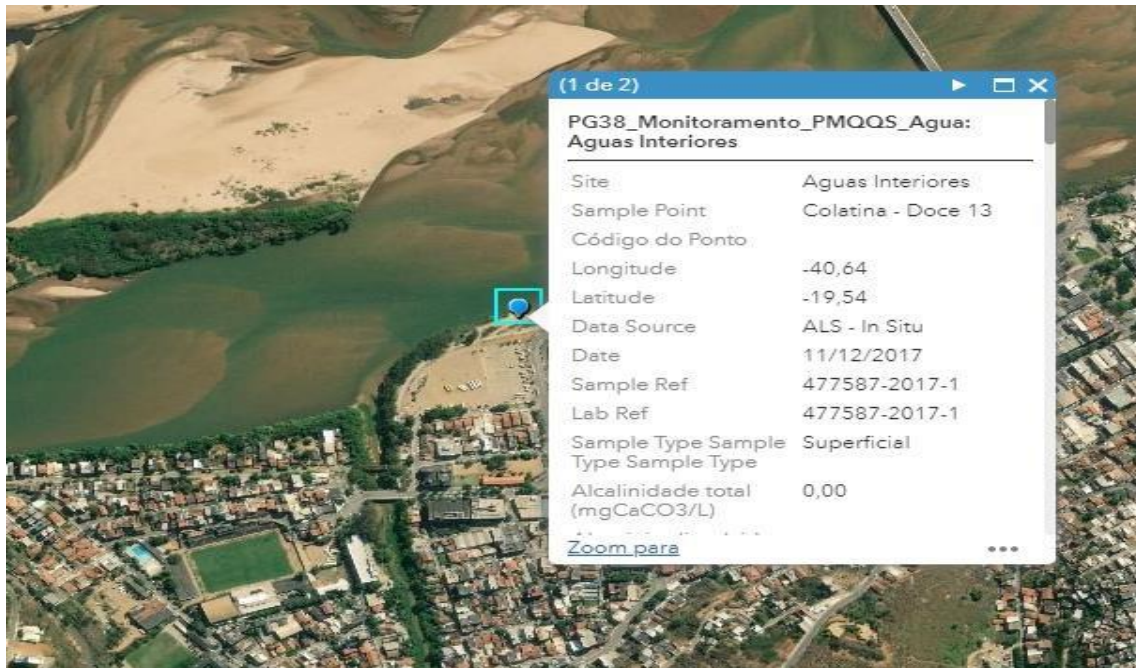 (1 de 2)
PG38_Monitoramento_PMQQS_Agua:
Aguas Interiores
Site Aguas Interiores
Sample Point Colatina - Doce 13
Código do Ponto
Longitude -40,64
Latitude -19,54
Data Source ALS - In Situ
Date 11/12/2017
Sample Ref 477587-2017-1
Lab Ref 477587-2017-1
Sample Type Sample Superficial
Type Sample Type
Alcalinidade total 0,00
(mgCaCO3/L)
Zoom para